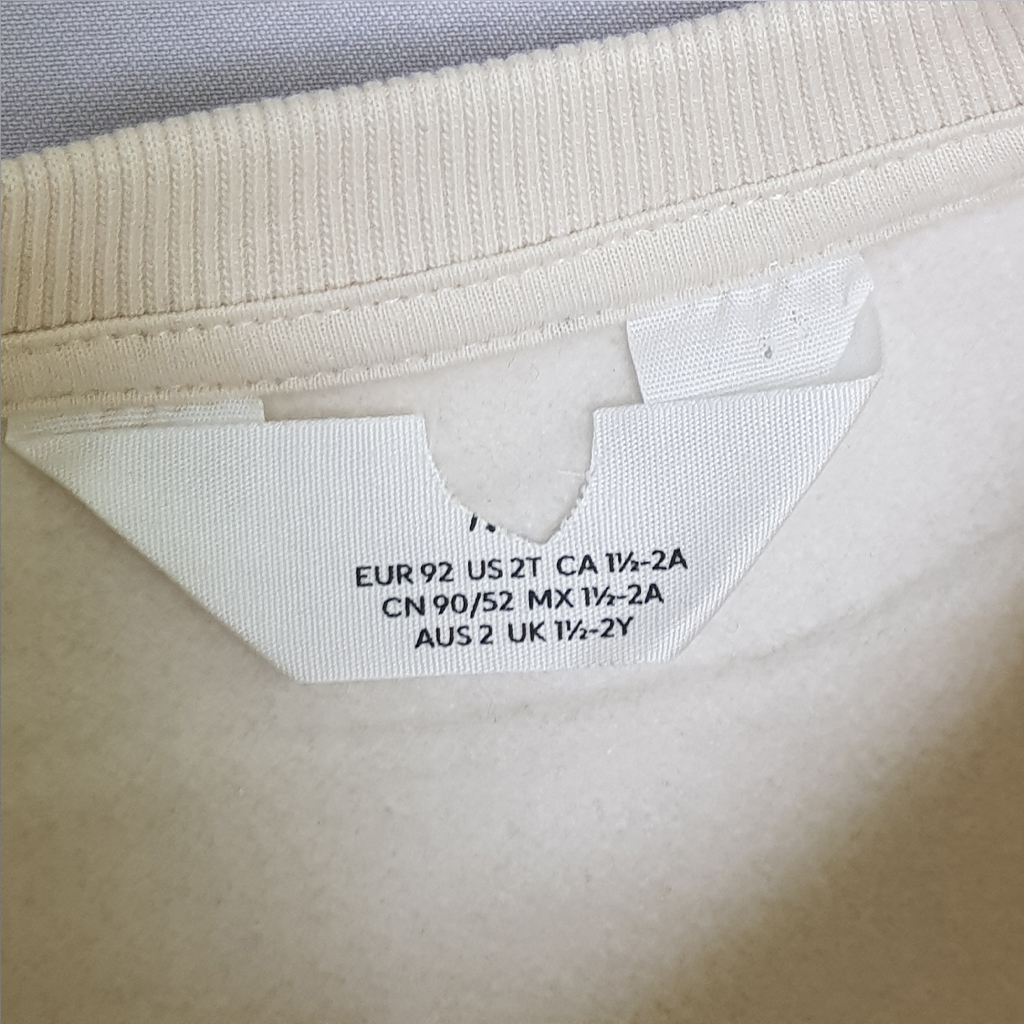 EUR 92 US 2T CA 1½-2A
CN 90/52 MX 1½-2A
AUS 2 UK 1½-2Y